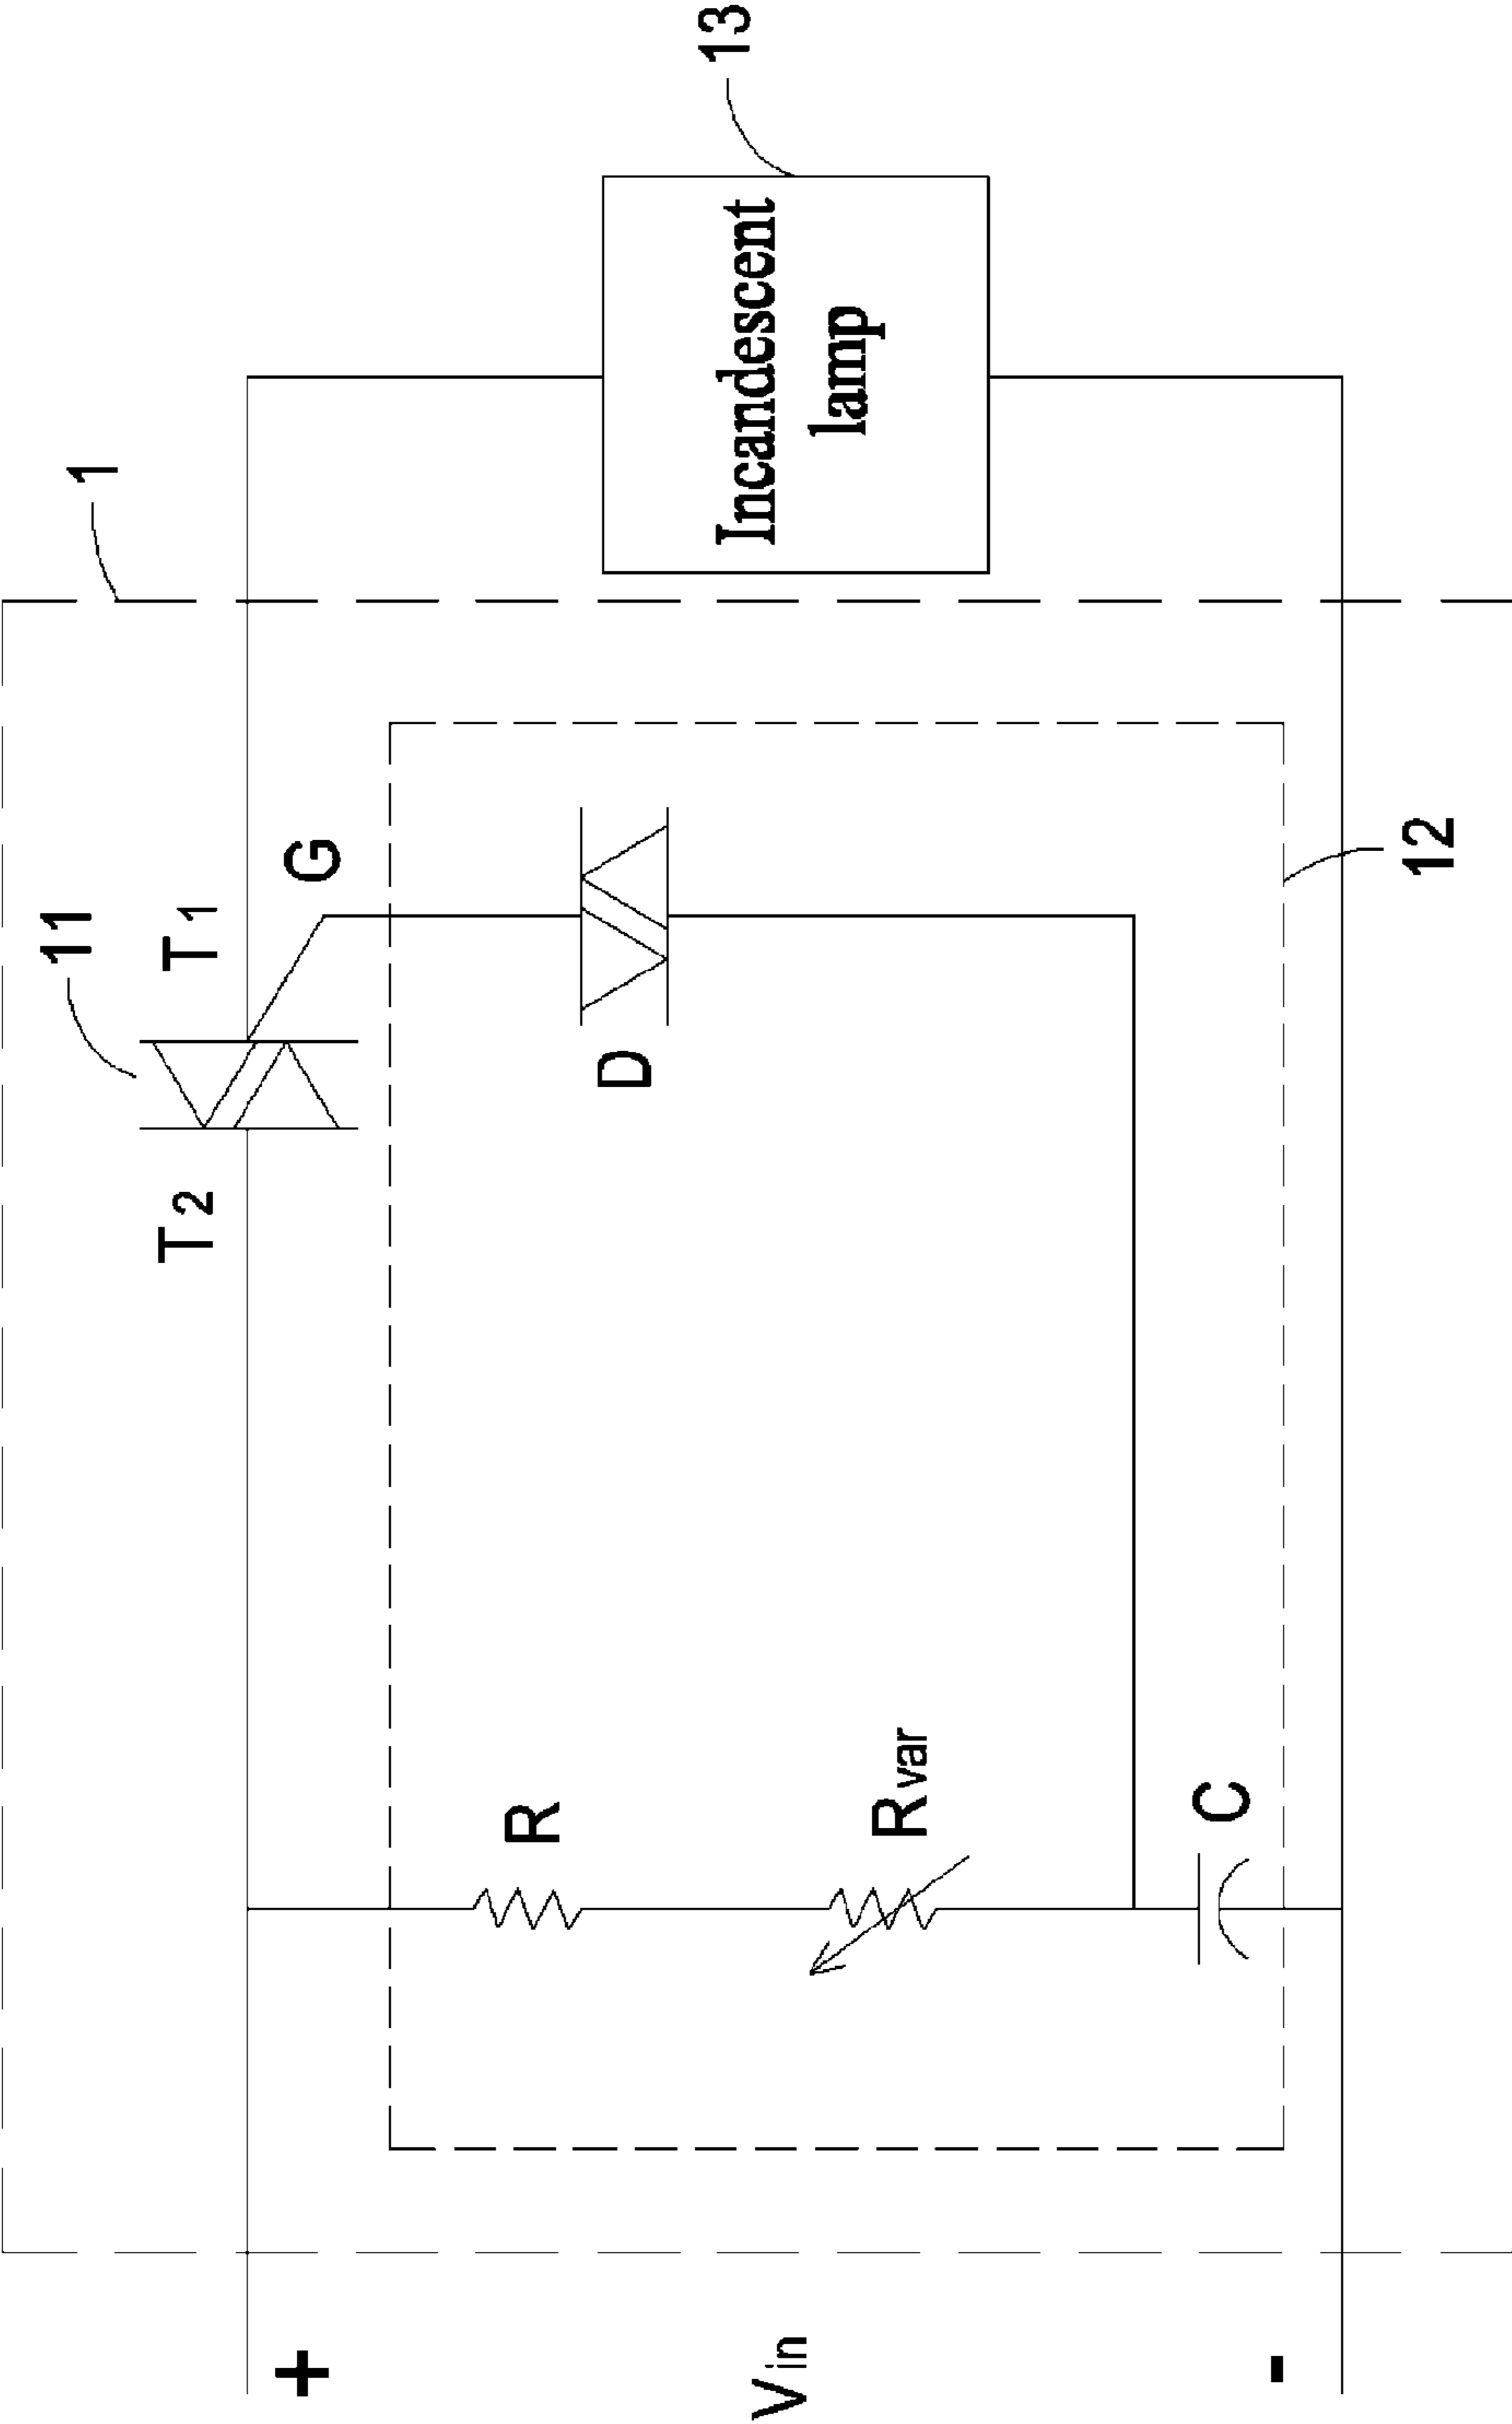 1
11
T1
T2
G
13
Incandescent
lamp
D
R
Rvar
C
12
+
Vin
-